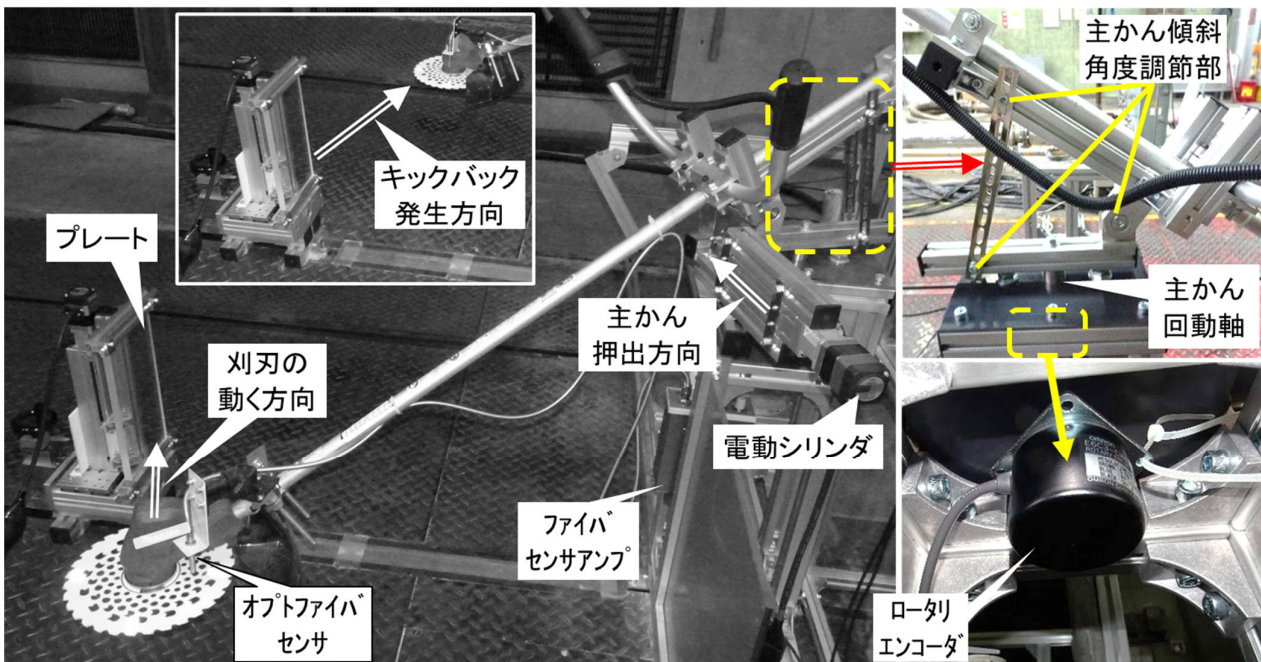 キックバック
発生方向
プレート
刈刃の
動く方向
主かん
押出方向
電動シリンダ
ファイバ
センサアンプ
オプトファイバ
センサ
主かん傾斜
角度調節部
主かん
回動軸
ロータリ
エンコーダ